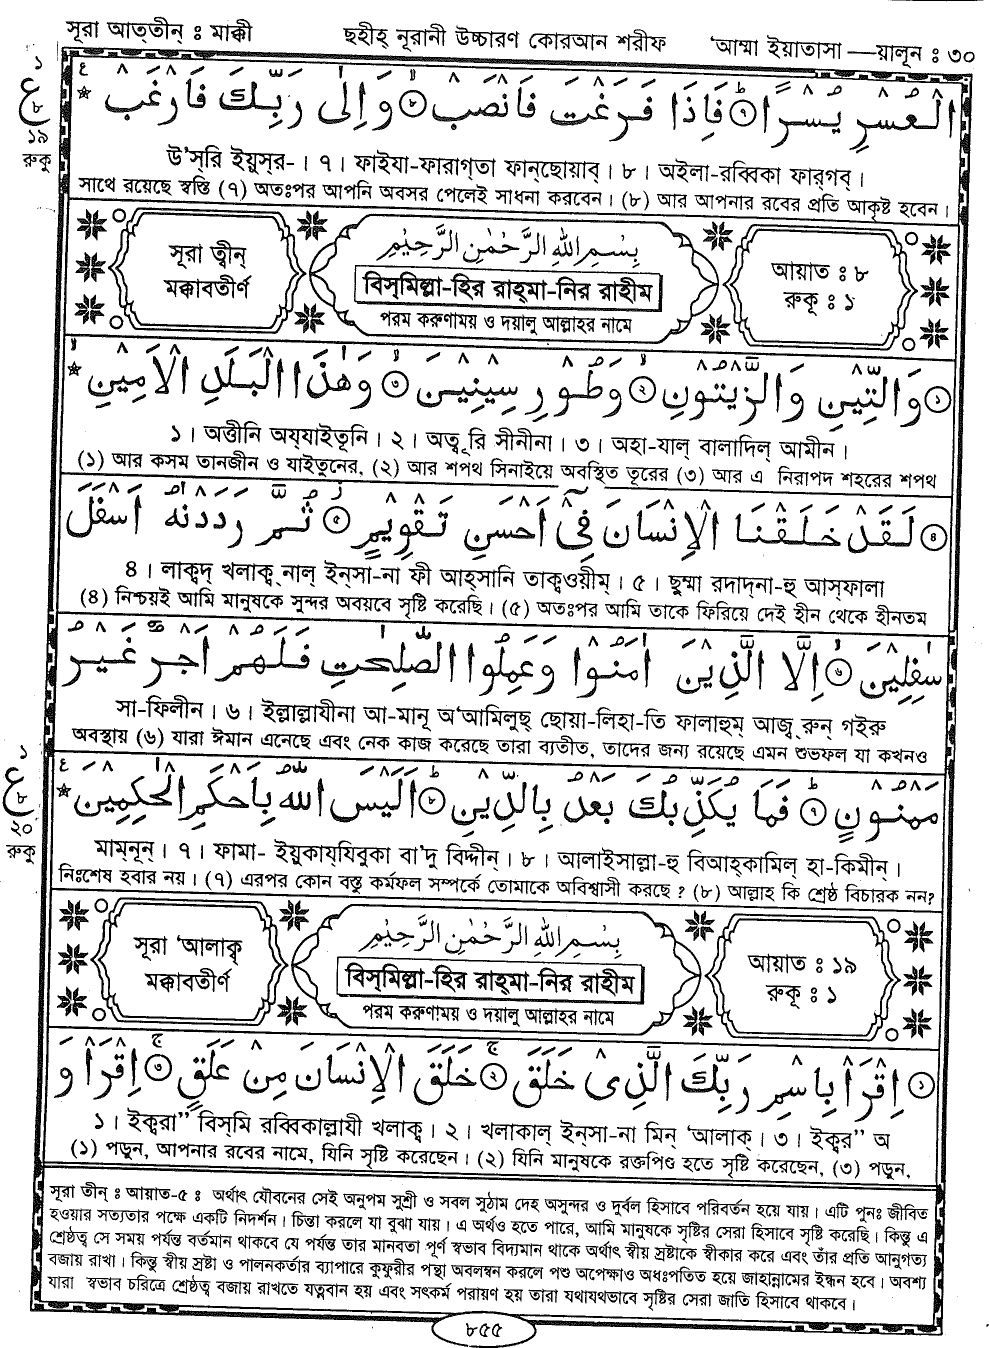 সূরা আত্তীন্ ঃ মাক্কী ছহীহ্ নূরানী উচ্চারণ কোরআন শরীফ ‘আম্মা ইয়াতাসা —য়ালূন ঃ ৩০
১
ع
৮
১৯
রুকু
الْعُسْرِ يُسْرًا ۝٦ فَاِذَا فَرَغْتَ فَانْصَبْ ۝٧ وَاِلٰى رَبِّكَ فَارْغَبْ
উ’স্‌রি ইয়ুস্‌র-। ৭। ফাইযা-ফারাগ্‌তা ফান্‌ছোয়াব্‌। ৮। অইলা-রব্বিকা ফার্‌গব্‌।
সাথে রয়েছে স্বস্তি (৭) অতঃপর আপনি অবসর পেলেই সাধনা করবেন। (৮) আর আপনার রবের প্রতি আকৃষ্ট হবেন।
সূরা ত্বীন্
মক্কাবতীর্ণ
بِسْمِ اللهِ الرَّحْمٰنِ الرَّحِيْمِ
বিস্‌মিল্লা-হির রাহ্‌মা-নির রাহীম
পরম করুণাময় ও দয়ালু আল্লাহর নামে
আয়াত ঃ ৮
রুকূ ঃ ১
۝١ وَالتِّيْنِ وَالزَّيْتُوْنِ ۝٢ وَطُوْرِ سِيْنِيْنَ ۝٣ وَهٰذَا الْبَلَدِ الْاَمِيْنِ
১। অত্তীনি অয্‌যাইতূনি। ২। অত্বূরি সীনীনা। ৩। অহা-যাল্ বালাদিল্ আমীন।
(১) আর কসম তানজীন ও যাইতুনের, (২) আর শপথ সিনাইয়ে অবস্থিত তূরের (৩) আর এ নিরাপদ শহরের শপথ
۝٤ لَقَدْ خَلَقْنَا الْاِنْسَانَ فِيْٓ اَحْسَنِ تَقْوِيْمٍ ۝٥ ثُمَّ رَدَدْنٰهُ اَسْفَلَ
৪। লাক্বদ্ খলাক্ব্‌নাল্ ইন্‌সা-না ফী আহ্‌সানি তাক্বওয়ীম্। ৫। ছুম্মা রদাদ্‌না-হু আস্‌ফালা
(৪) নিশ্চয়ই আমি মানুষকে সুন্দর অবয়বে সৃষ্টি করেছি। (৫) অতঃপর আমি তাকে ফিরিয়ে দেই হীন থেকে হীনতম
سٰفِلِيْنَ ۝٦ اِلَّا الَّذِيْنَ اٰمَنُوْا وَعَمِلُوا الصّٰلِحٰتِ فَلَهُمْ اَجْرٌ غَيْرُ
সা-ফিলীন। ৬। ইল্লাল্লাযীনা আ-মানূ অ‘আমিলুছ্ ছোয়া-লিহা-তি ফালাহুম্ আজ্ব্‌রুন্ গইরু
অবস্থায় (৬) যারা ঈমান এনেছে এবং নেক কাজ করেছে তারা ব্যতীত, তাদের জন্য রয়েছে এমন শুভফল যা কখনও
১
ع
৮
২০
রুকু
مَمْنُوْنٍ ۝٦ فَمَا يُكَذِّبُكَ بَعْدُ بِالدِّيْنِ ۝٨ اَلَيْسَ اللهُ بِاَحْكَمِ الْحٰكِمِيْنَ
মাম্‌নূন্। ৭। ফামা- ইয়ুকায্‌যিবুকা বা’দু বিদ্দীন্। ৮। আলাইসাল্লা-হু বিআহ্‌কামিল্ হা-কিমীন্।
নিঃশেষ হবার নয়। (৭) এরপর কোন বস্তু কর্মফল সম্পর্কে তোমাকে অবিশ্বাসী করছে? (৮) আল্লাহ কি শ্রেষ্ঠ বিচারক নন?
সূরা ‘আলাক্ব
মক্কাবতীর্ণ
بِسْمِ اللهِ الرَّحْمٰنِ الرَّحِيْمِ
বিস্‌মিল্লা-হির রাহ্‌মা-নির রাহীম
পরম করুণাময় ও দয়ালু আল্লাহর নামে
আয়াত ঃ ১৯
রুকূ ঃ ১
۝١ اِقْرَاْ بِاسْمِ رَبِّكَ الَّذِيْ خَلَقَ ۝٢ خَلَقَ الْاِنْسَانَ مِنْ عَلَقٍ ۝٣ اِقْرَاْ وَ
১। ইক্ব্‌রা” বিস্‌মি রব্বিকাল্লাযী খলাক্ব। ২। খলাকাল্ ইন্‌সা-না মিন্ ‘আলাক্। ৩। ইক্ব্‌র” অ
(১) পড়ুন, আপনার রবের নামে, যিনি সৃষ্টি করেছেন। (২) যিনি মানুষকে রক্তপিণ্ড হতে সৃষ্টি করেছেন, (৩) পড়ুন,
সূরা তীন ঃ আয়াত-৫ ঃ অর্থাৎ যৌবনের সেই অনুপম সুশ্রী ও সবল সুঠাম দেহ অসুন্দর ও দুর্বল হিসাবে পরিবর্তন হয়ে যায়। এটি পুনঃ জীবিত
হওয়ার সত্যতার পক্ষে একটি নিদর্শন। চিন্তা করলে যা বুঝা যায়। এ অর্থও হতে পারে, আমি মানুষকে সৃষ্টির সেরা হিসাবে সৃষ্টি করেছি। কিন্তু এ
শ্রেষ্ঠত্ব সে সময় পর্যন্ত বর্তমান থাকবে যে পর্যন্ত তার মানবতা পূর্ণ স্বভাব বিদ্যমান থাকে অর্থাৎ স্বীয় স্রষ্টাকে স্বীকার করে এবং তাঁর প্রতি আনুগত্য
বজায় রাখা। কিন্তু স্বীয় স্রষ্টা ও পালনকর্তার ব্যাপারে কুফুরীর পন্থা অবলম্বন করলে পশু অপেক্ষাও অধঃপতিত হয়ে জাহান্নামের ইন্ধন হবে। অবশ্য
যারা স্বভাব চরিত্রে শ্রেষ্ঠত্ব বজায় রাখতে যত্নবান হয় এবং সৎকর্ম পরায়ণ হয় তারা যথাযথভাবে সৃষ্টির সেরা জাতি হিসাবে থাকবে।
৮৫৫